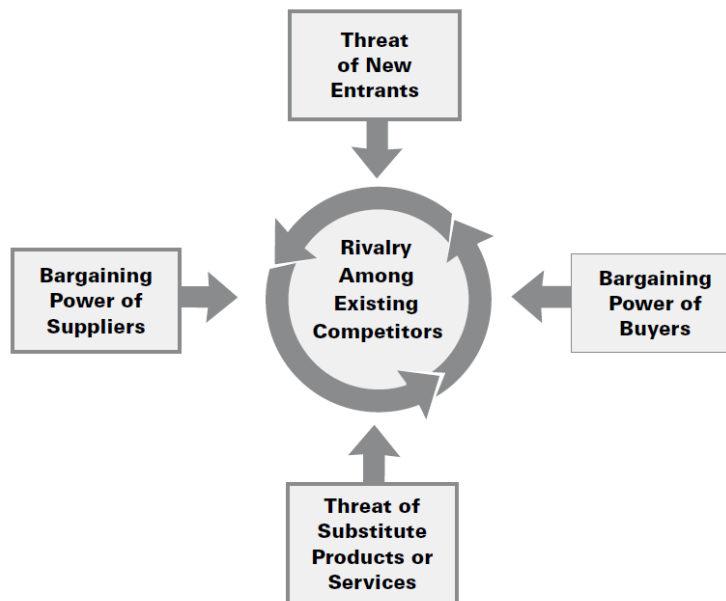 Threat
of New
Entrants
Bargaining
Power of
Suppliers
Rivalry
Among
Existing
Competitors
Bargaining
Power of
Buyers
Threat of
Substitute
Products or
Services